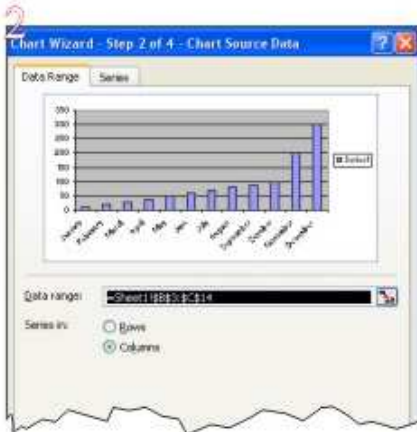 2
Chart Wizard - Step 2 of 4 - Chart Source Data
Data Range Series
350
300
250
200
150
100
50
0
Series1
January
February
March
April
May
July
August
September
October
November
December
Data range:
=Sheet1!$B$3:$C$14
Series in:
Rows
Columns